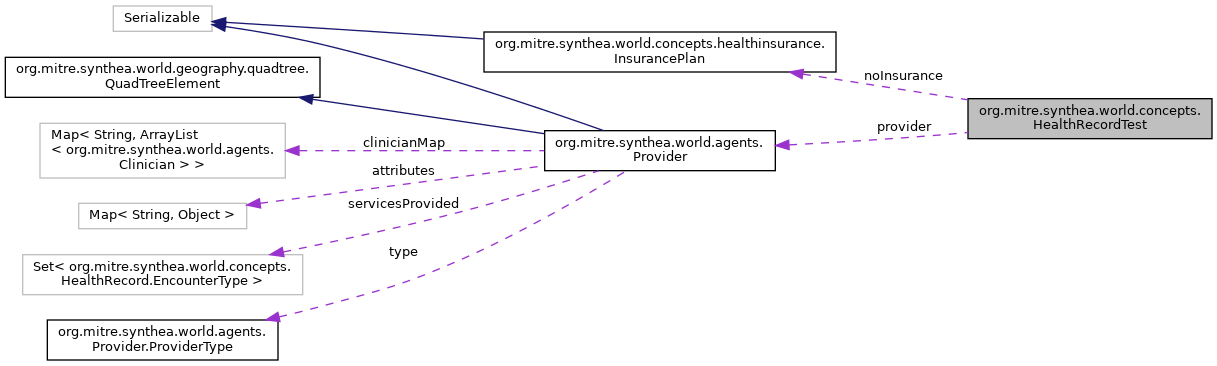 Serializable
org.mitre.synthea.world.concepts.healthinsurance.
InsurancePlan
org.mitre.synthea.world.geography.quadtree.
QuadTreeElement
noInsurance
org.mitre.synthea.world.concepts.
HealthRecordTest
provider
Map< String, ArrayList
< org.mitre.synthea.world.agents.
Clinician > >
clinicianMap
org.mitre.synthea.world.agents.
Provider
attributes
Map< String, Object >
servicesProvided
Set< org.mitre.synthea.world.concepts.
HealthRecord.EncounterType >
type
org.mitre.synthea.world.agents.
Provider.ProviderType